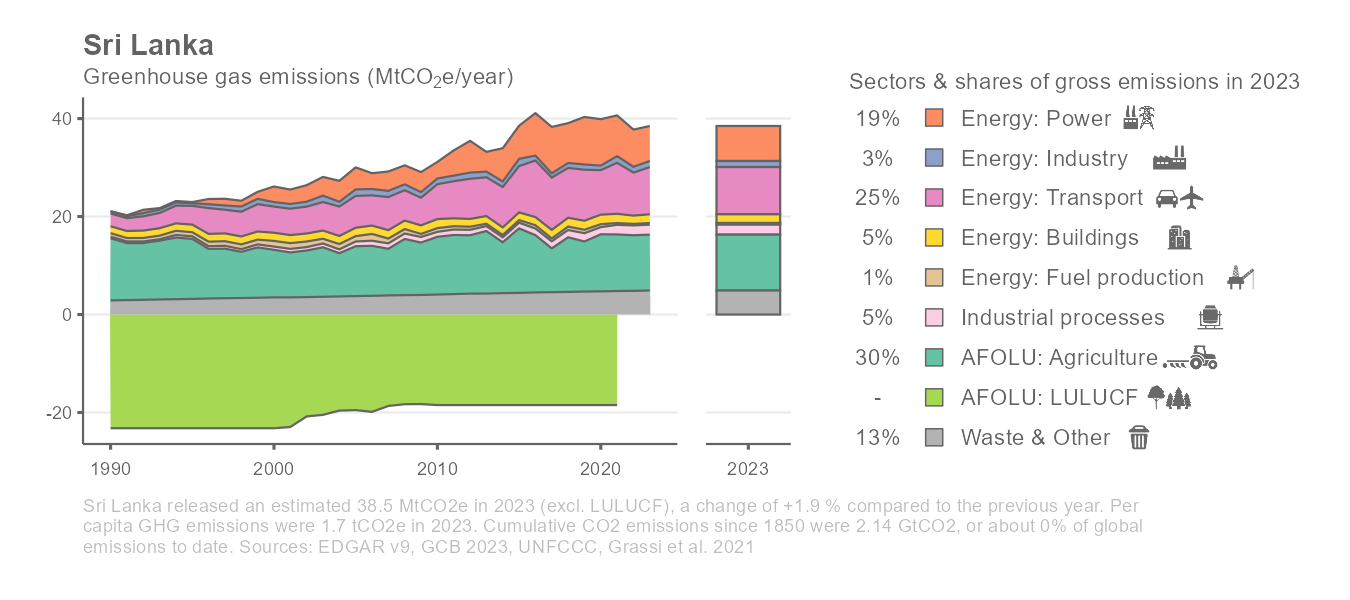 Sri Lanka
Greenhouse gas emissions (MtCO₂e/year)
40
20
0
-20
1990
2000
2010
2020
2023
Sectors & shares of gross emissions in 2023
19% Energy: Power
3% Energy: Industry
25% Energy: Transport
5% Energy: Buildings
1% Energy: Fuel production
5% Industrial processes
30% AFOLU: Agriculture
- AFOLU: LULUCF
13% Waste & Other
Sri Lanka released an estimated 38.5 MtCO2e in 2023 (excl. LULUCF), a change of +1.9 % compared to the previous year. Per
capita GHG emissions were 1.7 tCO2e in 2023. Cumulative CO2 emissions since 1850 were 2.14 GtCO2, or about 0% of global
emissions to date. Sources: EDGAR v9, GCB 2023, UNFCCC, Grassi et al. 2021